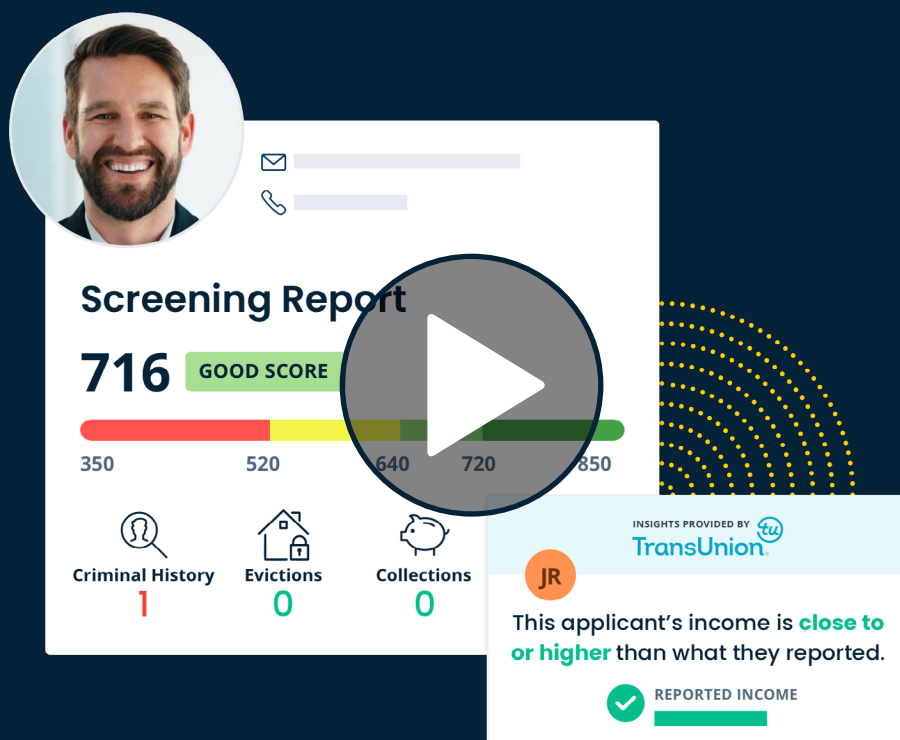 Screening Report
716 GOOD SCORE
350 520 640 720 850
Criminal History Evictions Collections
1 0 0
INSIGHTS PROVIDED BY tu
TransUnion®
JR
This applicant’s income is close to
or higher than what they reported.
REPORTED INCOME